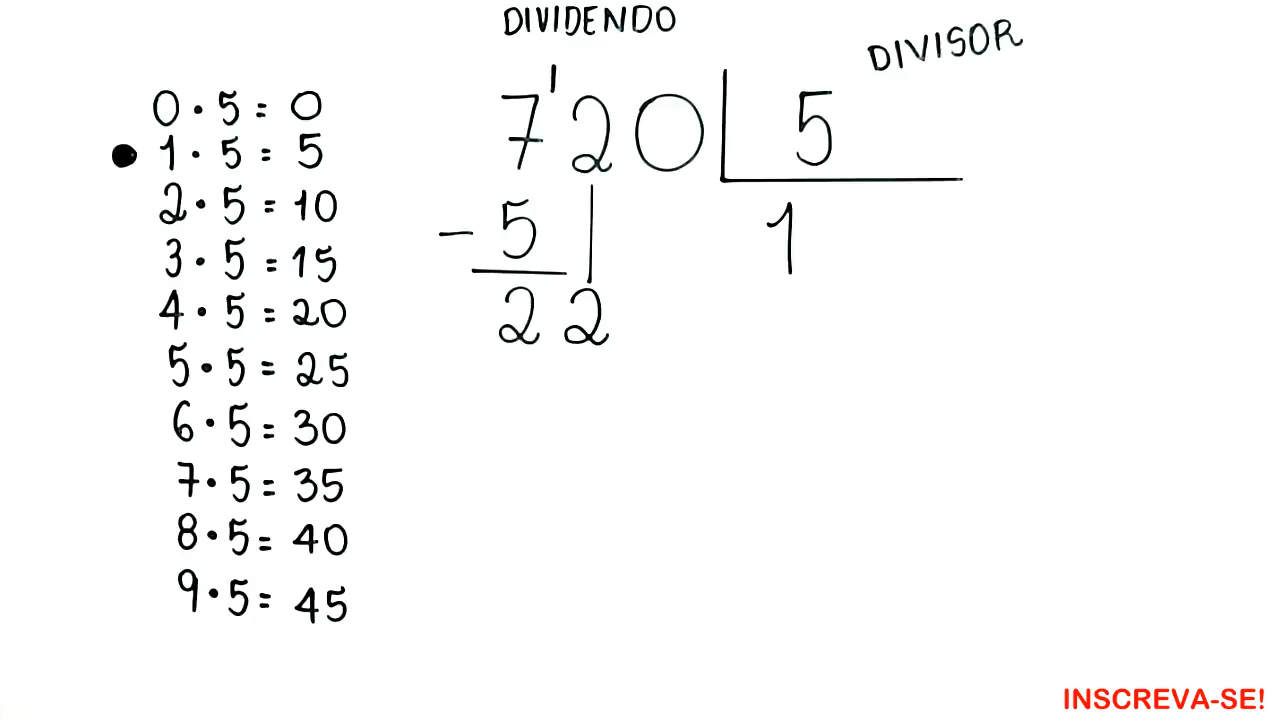 DIVIDENDO
DIVISOR
0 · 5 = 0
1 · 5 = 5
2 · 5 = 10
3 · 5 = 15
4 · 5 = 20
5 · 5 = 25
6 · 5 = 30
7 · 5 = 35
8 · 5 = 40
9 · 5 = 45
7'20 5
- 5 1
22
INSCREVA-SE!